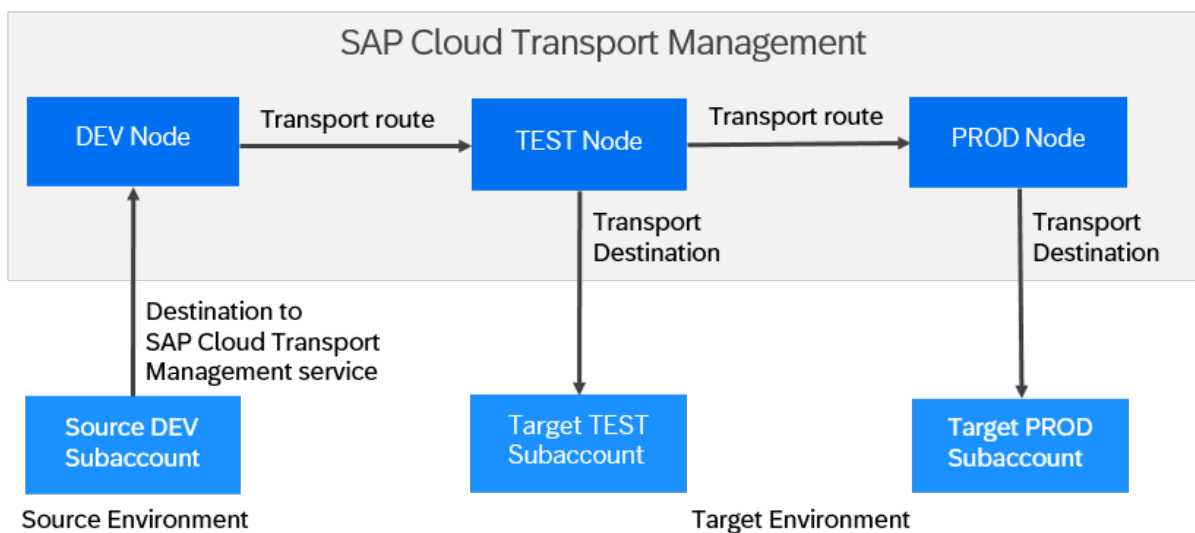 SAP Cloud Transport Management
DEV Node
Transport route
TEST Node
Transport route
PROD Node
Transport
Destination
Transport
Destination
Destination to
SAP Cloud Transport
Management service
Source DEV
Subaccount
Target TEST
Subaccount
Target PROD
Subaccount
Source Environment
Target Environment